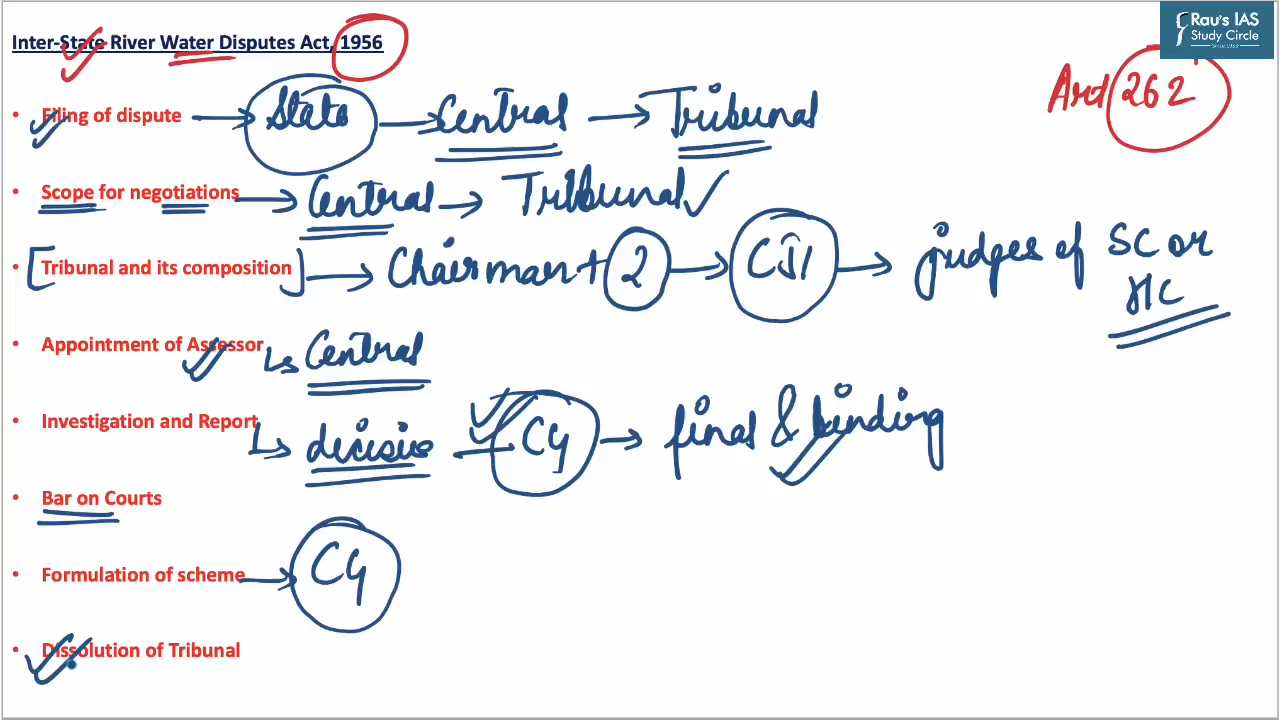 Inter-State River Water Disputes Act, 1956
Rau's IAS
Study Circle
Since 1953
Art 262
• Filing of dispute → State → Central → Tribunal
• Scope for negotiations → Central → Tribunal
• Tribunal and its composition → Chairman + 2 → CJI → judges of SC or
HC
• Appointment of Assessor ↳ Central
• Investigation and Report ↳ decision — CG → final & binding
• Bar on Courts
• Formulation of scheme → CG
• Dissolution of Tribunal